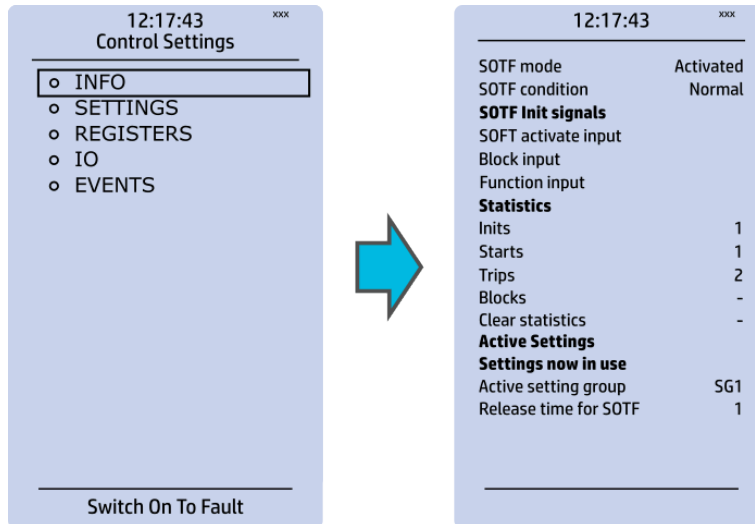 12:17:43 xxx
Control Settings
INFO
SETTINGS
REGISTERS
IO
EVENTS
Switch On To Fault
12:17:43 xxx
SOTF mode Activated
SOTF condition Normal
SOTF Init signals
SOFT activate input
Block input
Function input
Statistics
Inits 1
Starts 1
Trips 2
Blocks -
Clear statistics -
Active Settings
Settings now in use
Active setting group SG1
Release time for SOTF 1